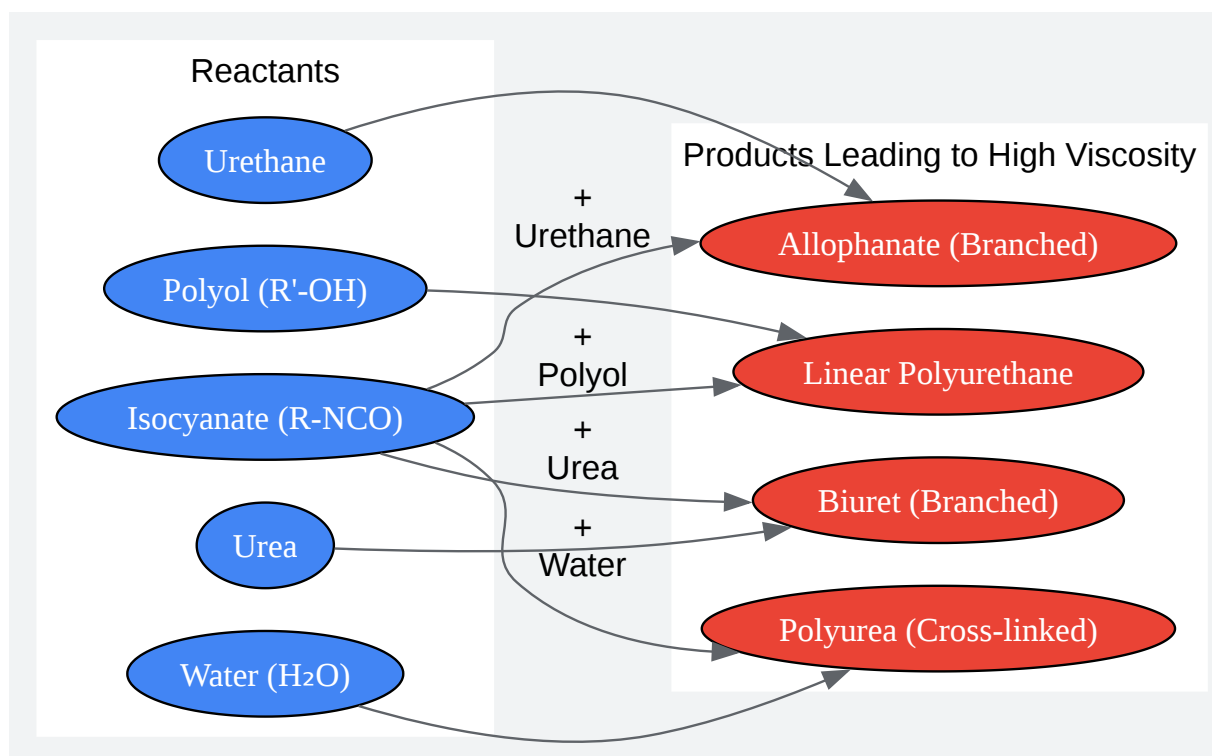 Reactants
Urethane
Polyol (R'-OH)
Isocyanate (R-NCO)
Urea
Water (H₂O)
+
Urethane
+
Polyol
+
Urea
+
Water
Products Leading to High Viscosity
Allophanate (Branched)
Linear Polyurethane
Biuret (Branched)
Polyurea (Cross-linked)